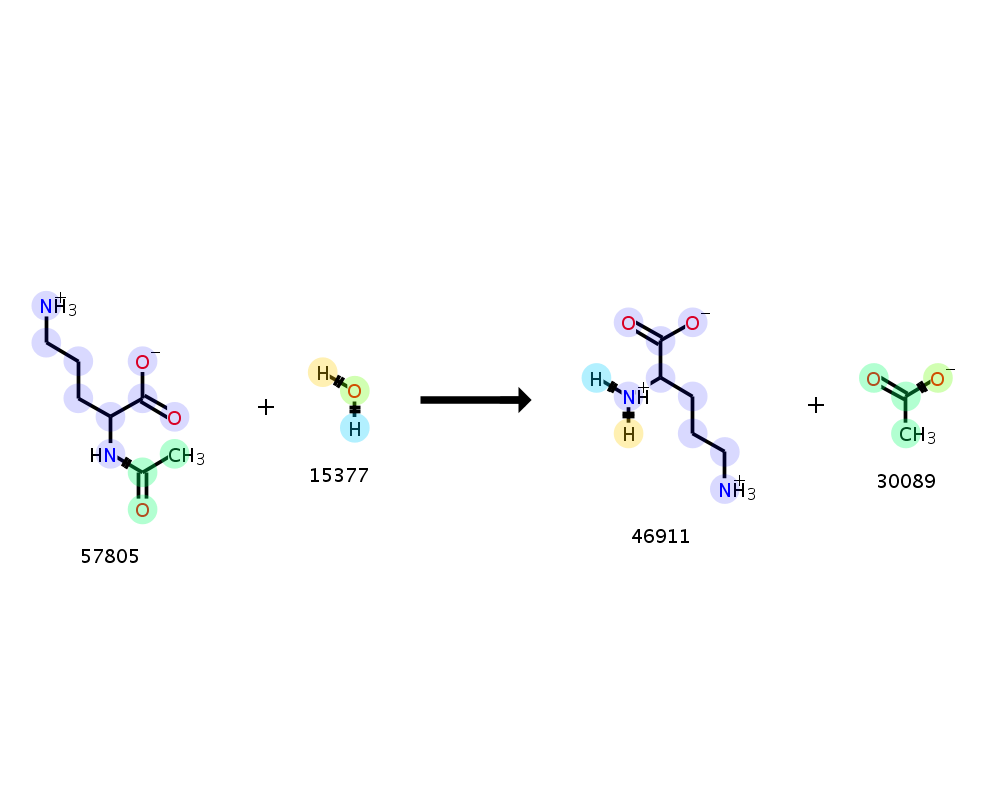 NH3+
O−
O
HN
CH3
O
57805
+
H
O
H
15377
O
O−
H
NH+
H
NH3+
46911
+
O
O−
CH3
30089